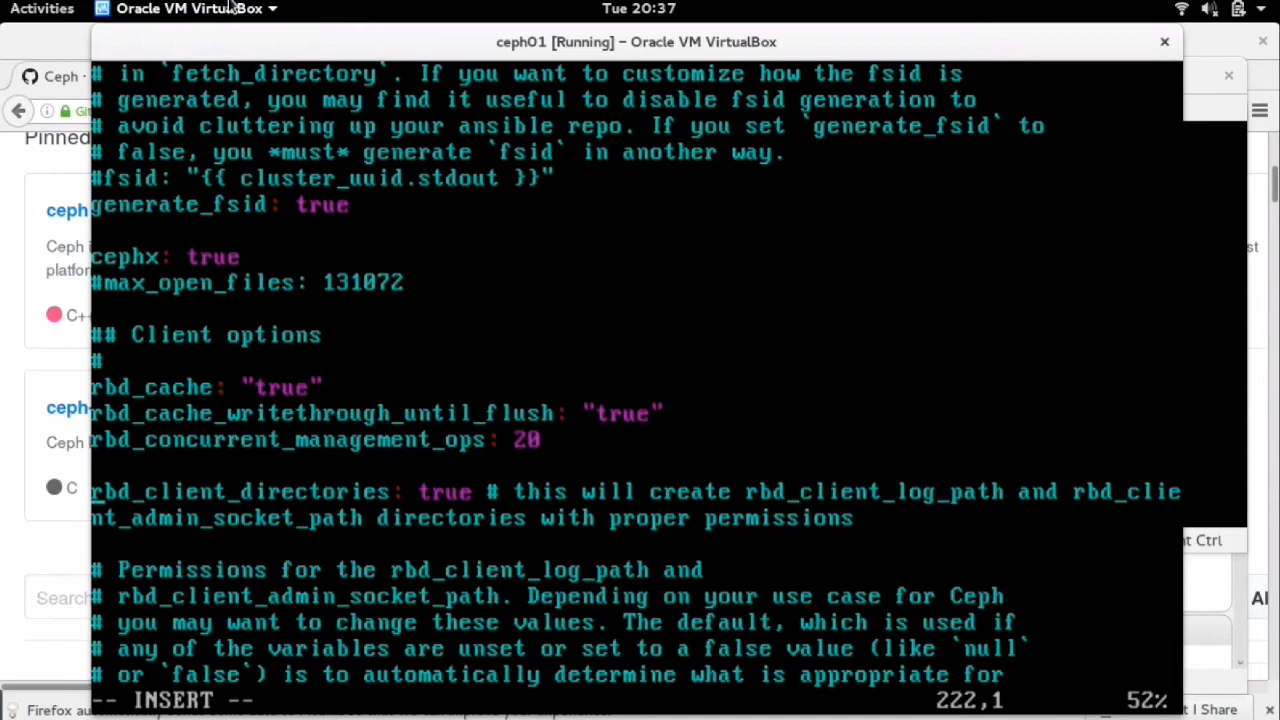 Activities Oracle VM VirtualBox Tue 20:37
ceph01 [Running] – Oracle VM VirtualBox
Ceph
Pinned
ceph
Ceph
platfor
C++
ceph
Ceph
C
Search
# in `fetch_directory`. If you want to customize how the fsid is
# generated, you may find it useful to disable fsid generation to
# avoid cluttering up your ansible repo. If you set `generate_fsid` to
# false, you *must* generate `fsid` in another way.
#fsid: "{{ cluster_uuid.stdout }}"
generate_fsid: true
cephx: true
#max_open_files: 131072
## Client options
#
rbd_cache: "true"
rbd_cache_writethrough_until_flush: "true"
rbd_concurrent_management_ops: 20
rbd_client_directories: true # this will create rbd_client_log_path and rbd_clie
nt_admin_socket_path directories with proper permissions
# Permissions for the rbd_client_log_path and
# rbd_client_admin_socket_path. Depending on your use case for Ceph
# you may want to change these values. The default, which is used if
# any of the variables are unset or set to a false value (like `null`
# or `false`) is to automatically determine what is appropriate for
-- INSERT -- 222,1 52%
st
nt Ctrl
Al
Firefox autom
t I Share